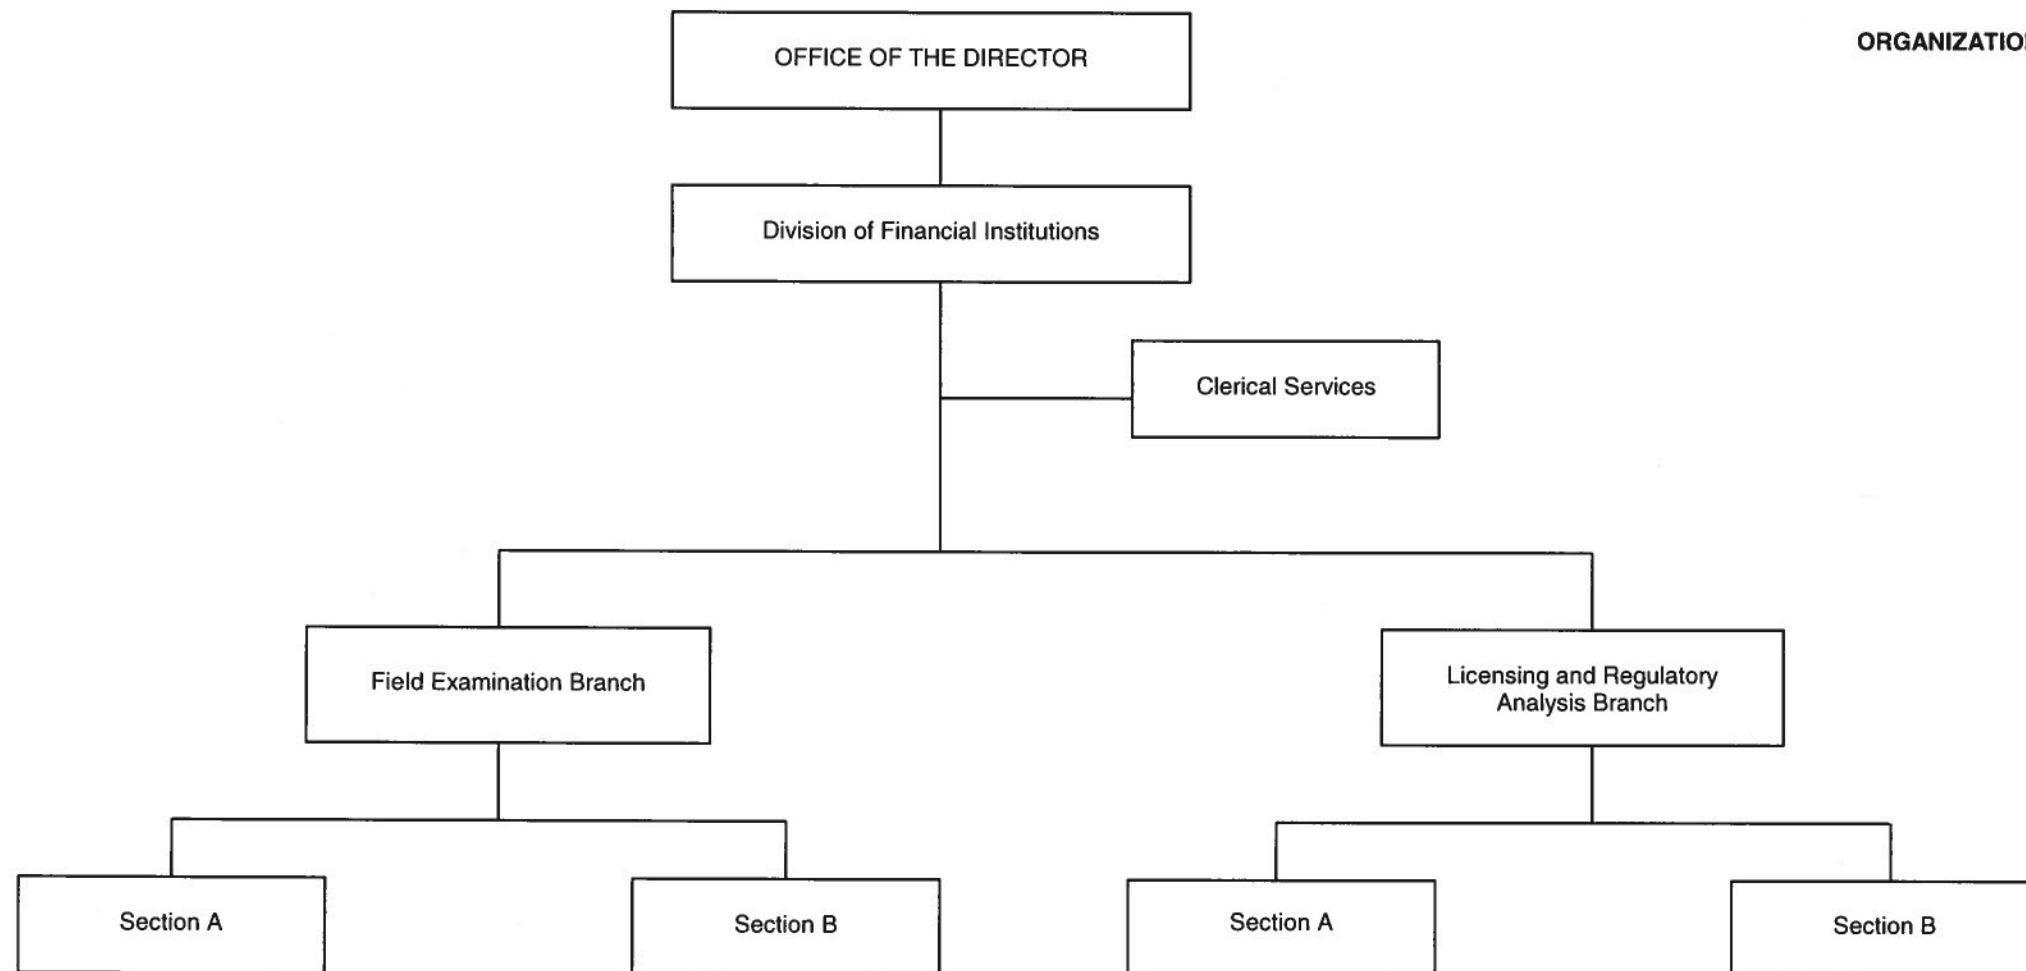 ORGANIZATION
OFFICE OF THE DIRECTOR
Division of Financial Institutions
Clerical Services
Field Examination Branch
Licensing and Regulatory
Analysis Branch
Section A
Section B
Section A
Section B